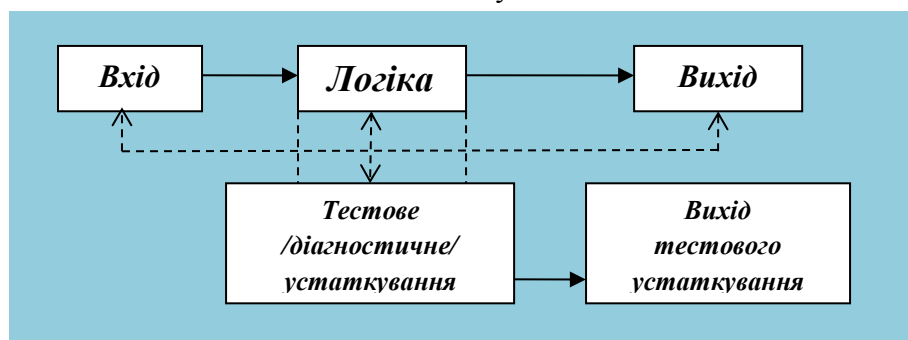 Вхід
Логіка
Вихід
Тестове
/діагностичне/
устаткування
Вихід
тестового
устаткування